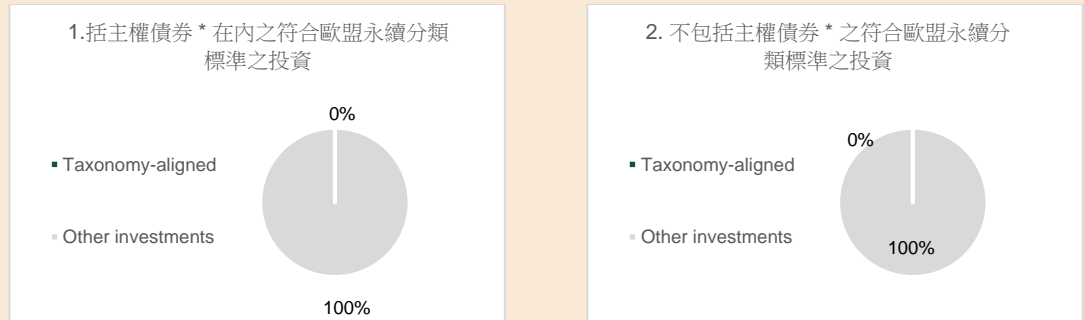 1.括主權債券 * 在內之符合歐盟永續分類
標準之投資
0%
Taxonomy-aligned
Other investments
100%
2. 不包括主權債券 * 之符合歐盟永續分
類標準之投資
0%
Taxonomy-aligned
Other investments
100%